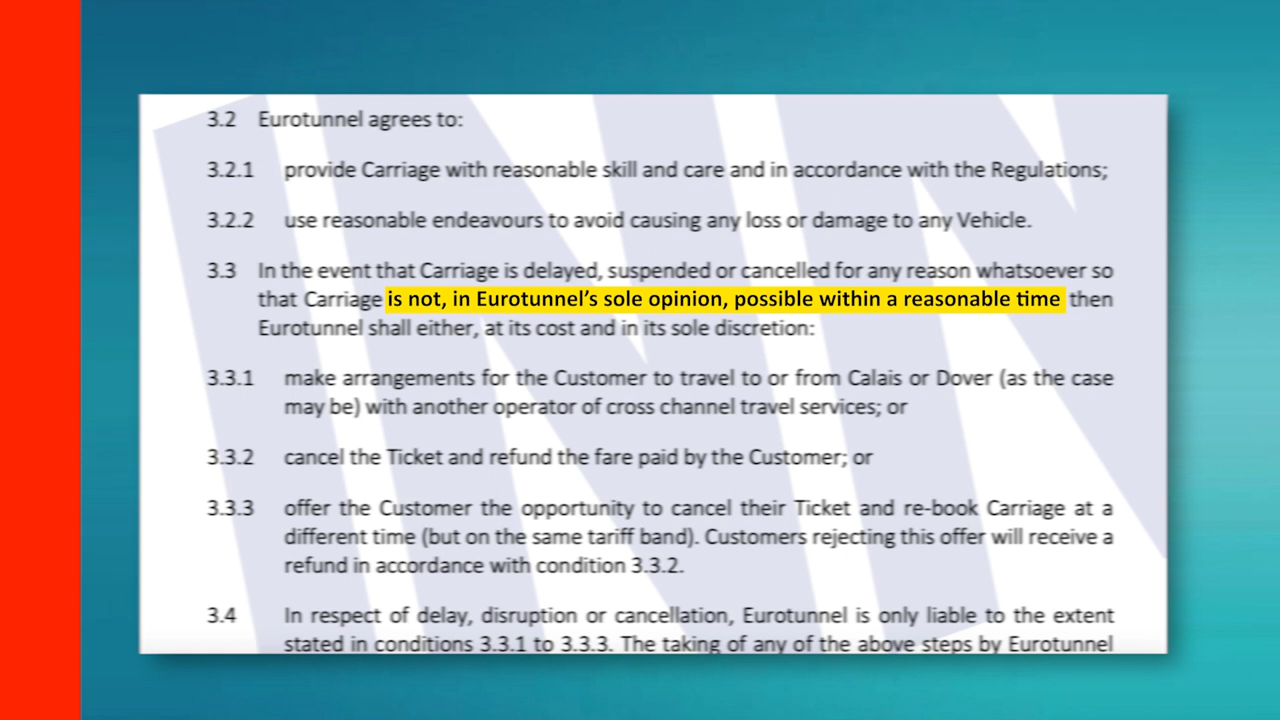 3.2 Eurotunnel agrees to:
3.2.1 provide Carriage with reasonable skill and care and in accordance with the Regulations;
3.2.2 use reasonable endeavours to avoid causing any loss or damage to any Vehicle.
3.3 In the event that Carriage is delayed, suspended or cancelled for any reason whatsoever so
that Carriage is not, in Eurotunnel’s sole opinion, possible within a reasonable time then
Eurotunnel shall either, at its cost and in its sole discretion:
3.3.1 make arrangements for the Customer to travel to or from Calais or Dover (as the case
may be) with another operator of cross channel travel services; or
3.3.2 cancel the Ticket and refund the fare paid by the Customer; or
3.3.3 offer the Customer the opportunity to cancel their Ticket and re-book Carriage at a
different time (but on the same tariff band). Customers rejecting this offer will receive a
refund in accordance with condition 3.3.2.
3.4 In respect of delay, disruption or cancellation, Eurotunnel is only liable to the extent
stated in conditions 3.3.1 to 3.3.3. The taking of any of the above steps by Eurotunnel